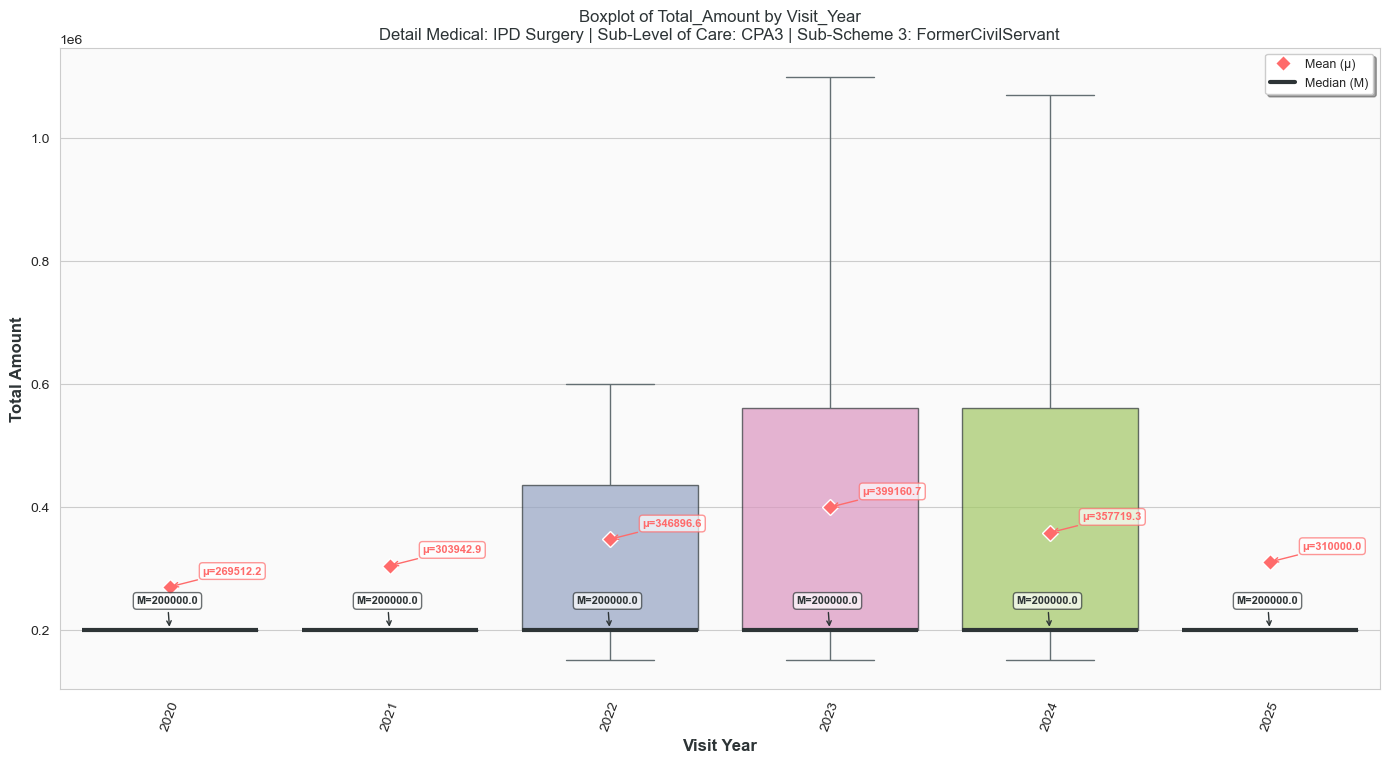 Boxplot of Total_Amount by Visit_Year
Detail Medical: IPD Surgery | Sub-Level of Care: CPA3 | Sub-Scheme 3: FormerCivilServant
1e6
Mean (μ)
Median (M)
1.0
0.8
0.6
0.4
0.2
Total Amount
μ=269512.2
μ=303942.9
μ=346896.6
μ=399160.7
μ=357719.3
μ=310000.0
M=200000.0
M=200000.0
M=200000.0
M=200000.0
M=200000.0
M=200000.0
2020
2021
2022
2023
2024
2025
Visit Year